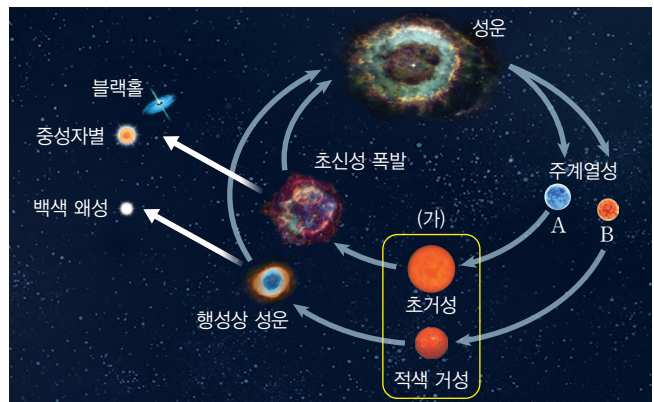 성운
블랙홀
중성자별
초신성 폭발
주계열성
백색 왜성
(가)
A
B
초거성
행성상 성운
적색 거성